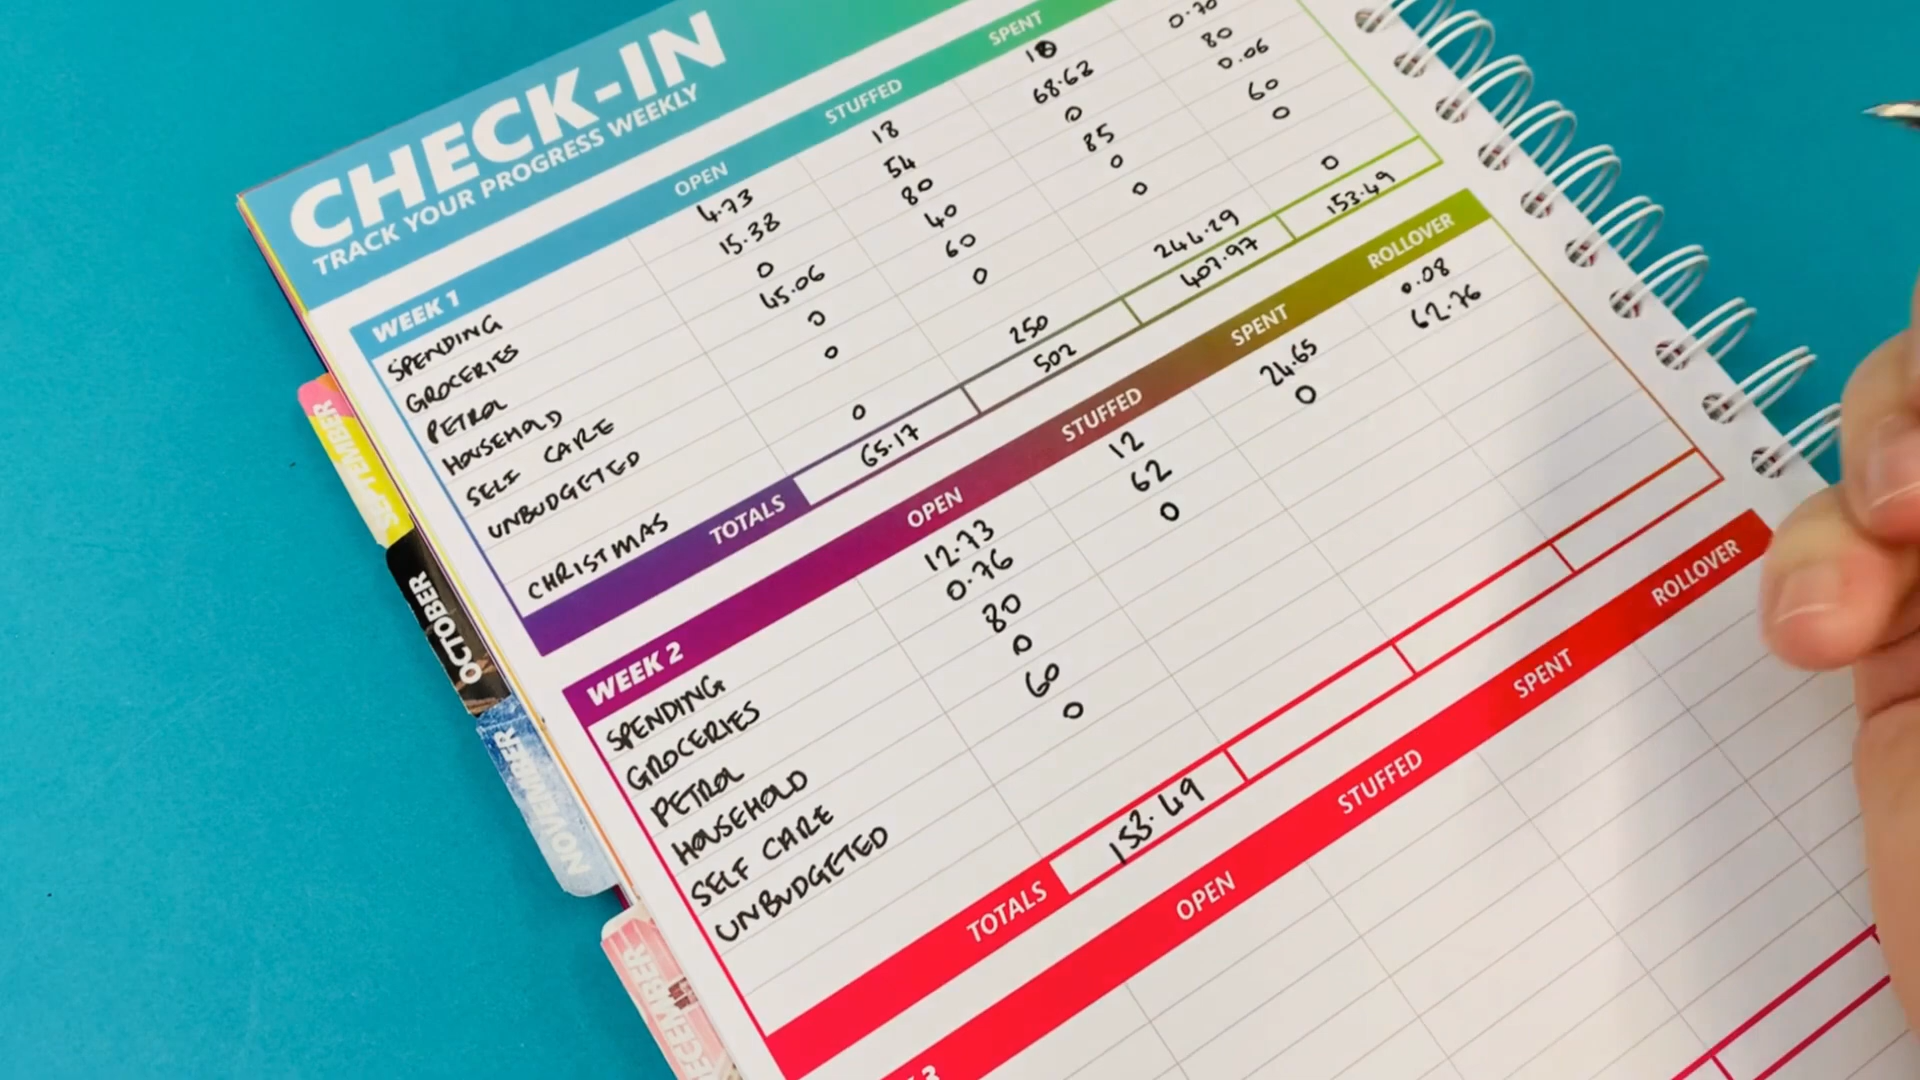 CHECK-IN
TRACK YOUR PROGRESS WEEKLY
WEEK 1 OPEN STUFFED SPENT
SPENDING 4.73 18 10
GROCERIES 15.38 54 68.62 0.76
PETROL 0 80 0 80
HOUSEHOLD 45.06 40 85 0.06
SELF CARE 0 60 0 60
UNBUDGETED 0 0 0 0
CHRISTMAS 0 250 244.29 0
TOTALS 65.17 502 407.97 153.49
WEEK 2 OPEN STUFFED SPENT ROLLOVER
SPENDING 12.73 12 24.65 0.08
GROCERIES 0.76 62 0 62.76
PETROL 80 0
HOUSEHOLD 0
SELF CARE 60
UNBUDGETED 0
TOTALS 153.49
3 OPEN STUFFED SPENT ROLLOVER
SEPTEMBER
OCTOBER
NOVEMBER
DECEMBER